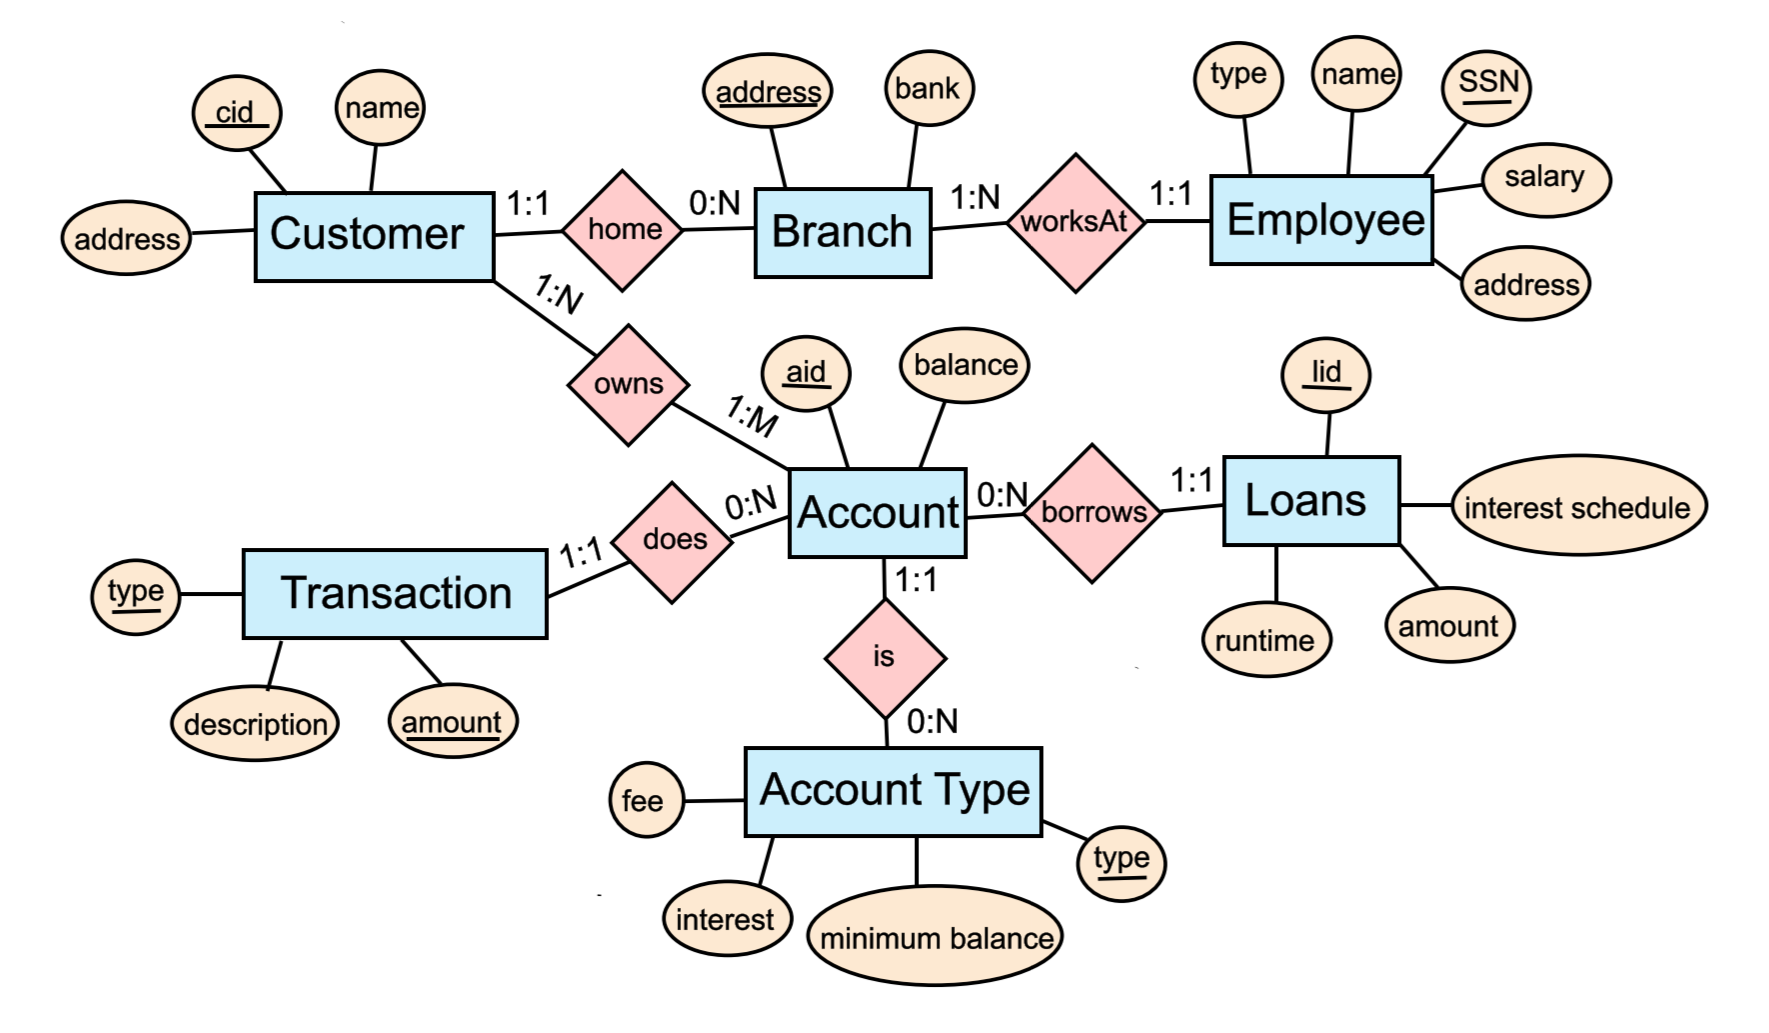 cid
name
address
bank
type
name
SSN
salary
address
address
Customer
1:1
home
0:N
Branch
1:N
worksAt
1:1
Employee
1:N
owns
1:M
aid
balance
lid
Account
0:N
borrows
1:1
Loans
interest schedule
runtime
amount
0:N
does
1:1
Transaction
type
description
amount
1:1
is
0:N
Account Type
fee
interest
minimum balance
type